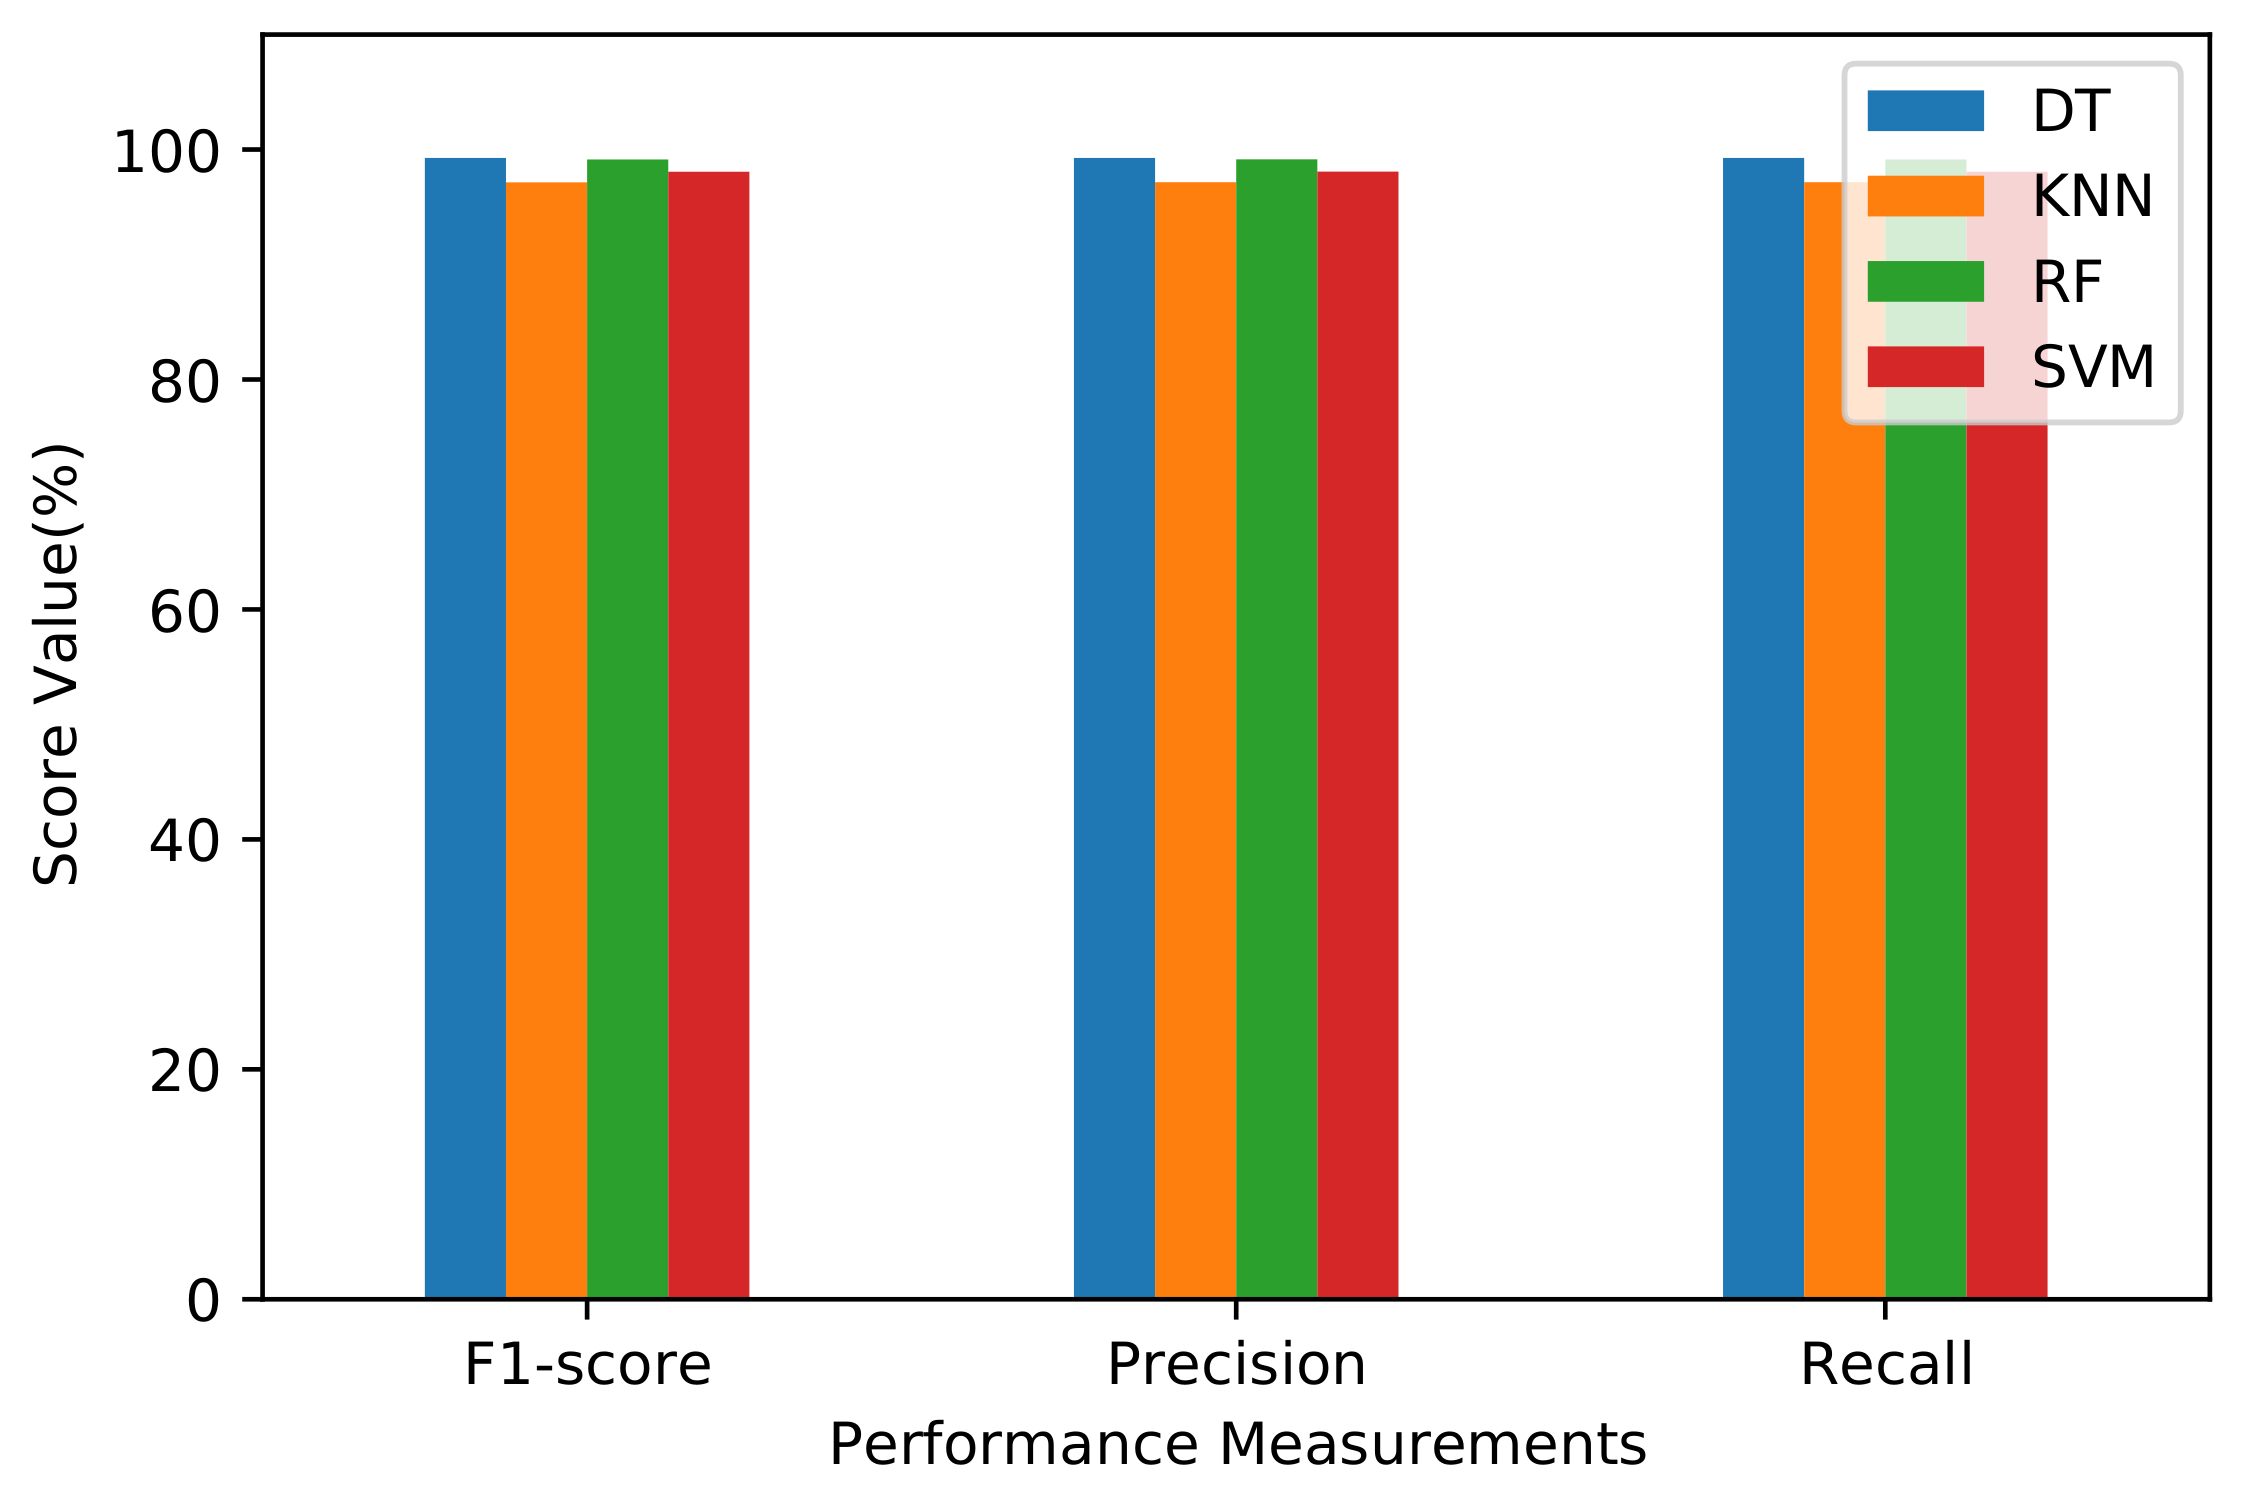 DT
KNN
RF
SVM
100
80
60
40
20
0
Score Value(%)
F1-score Precision Recall
Performance Measurements